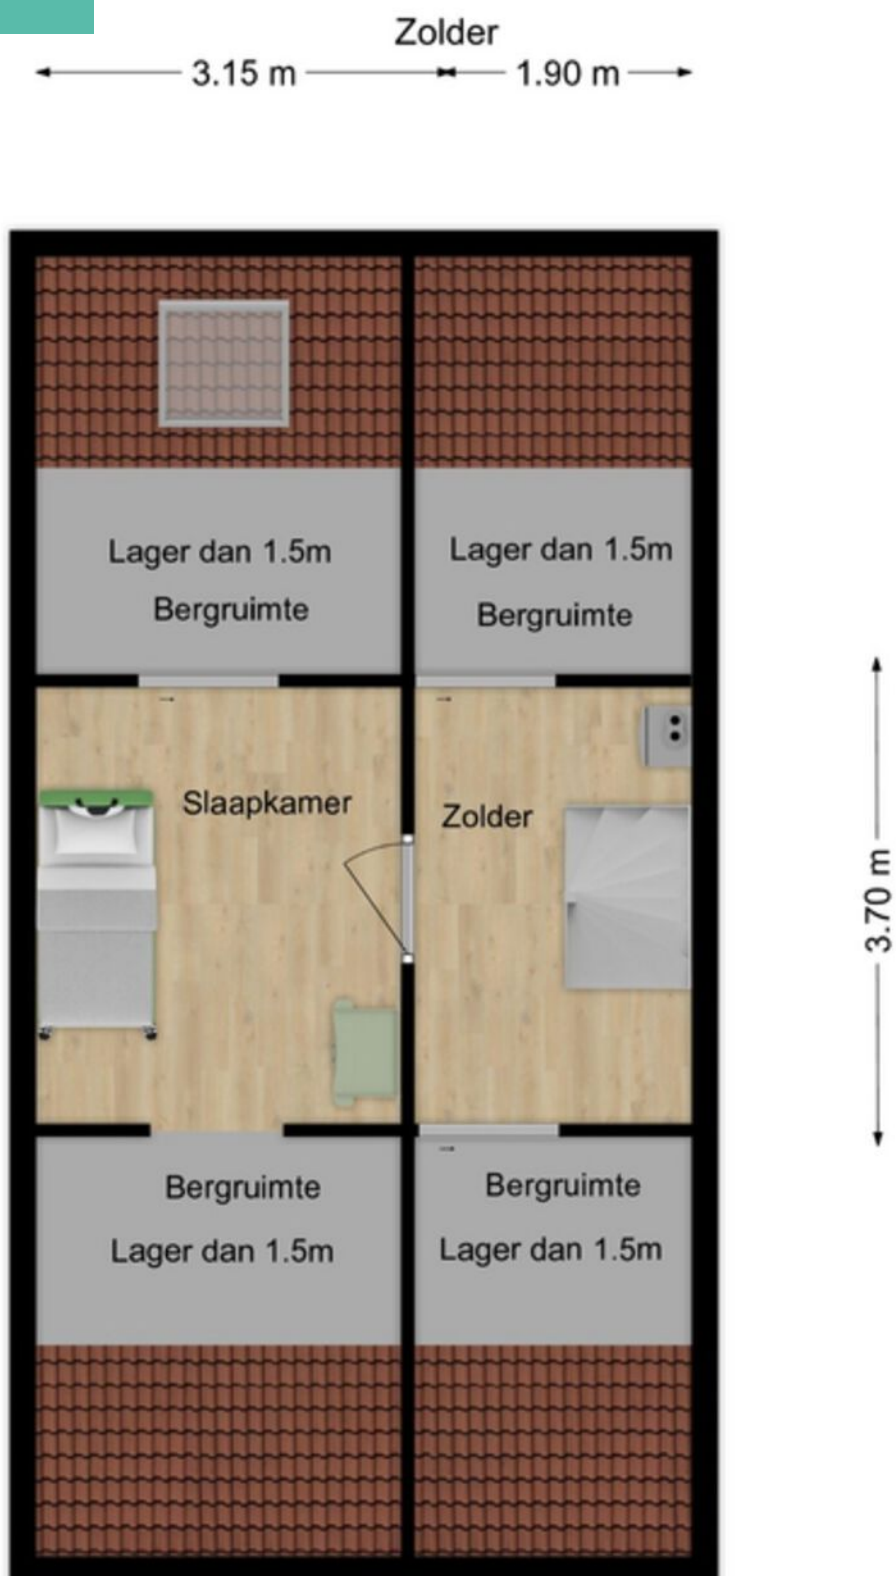 Zolder
3.15 m 1.90 m
Lager dan 1.5m
Bergruimte
Lager dan 1.5m
Bergruimte
Slaapkamer
Zolder
3.70 m
Bergruimte
Lager dan 1.5m
Bergruimte
Lager dan 1.5m